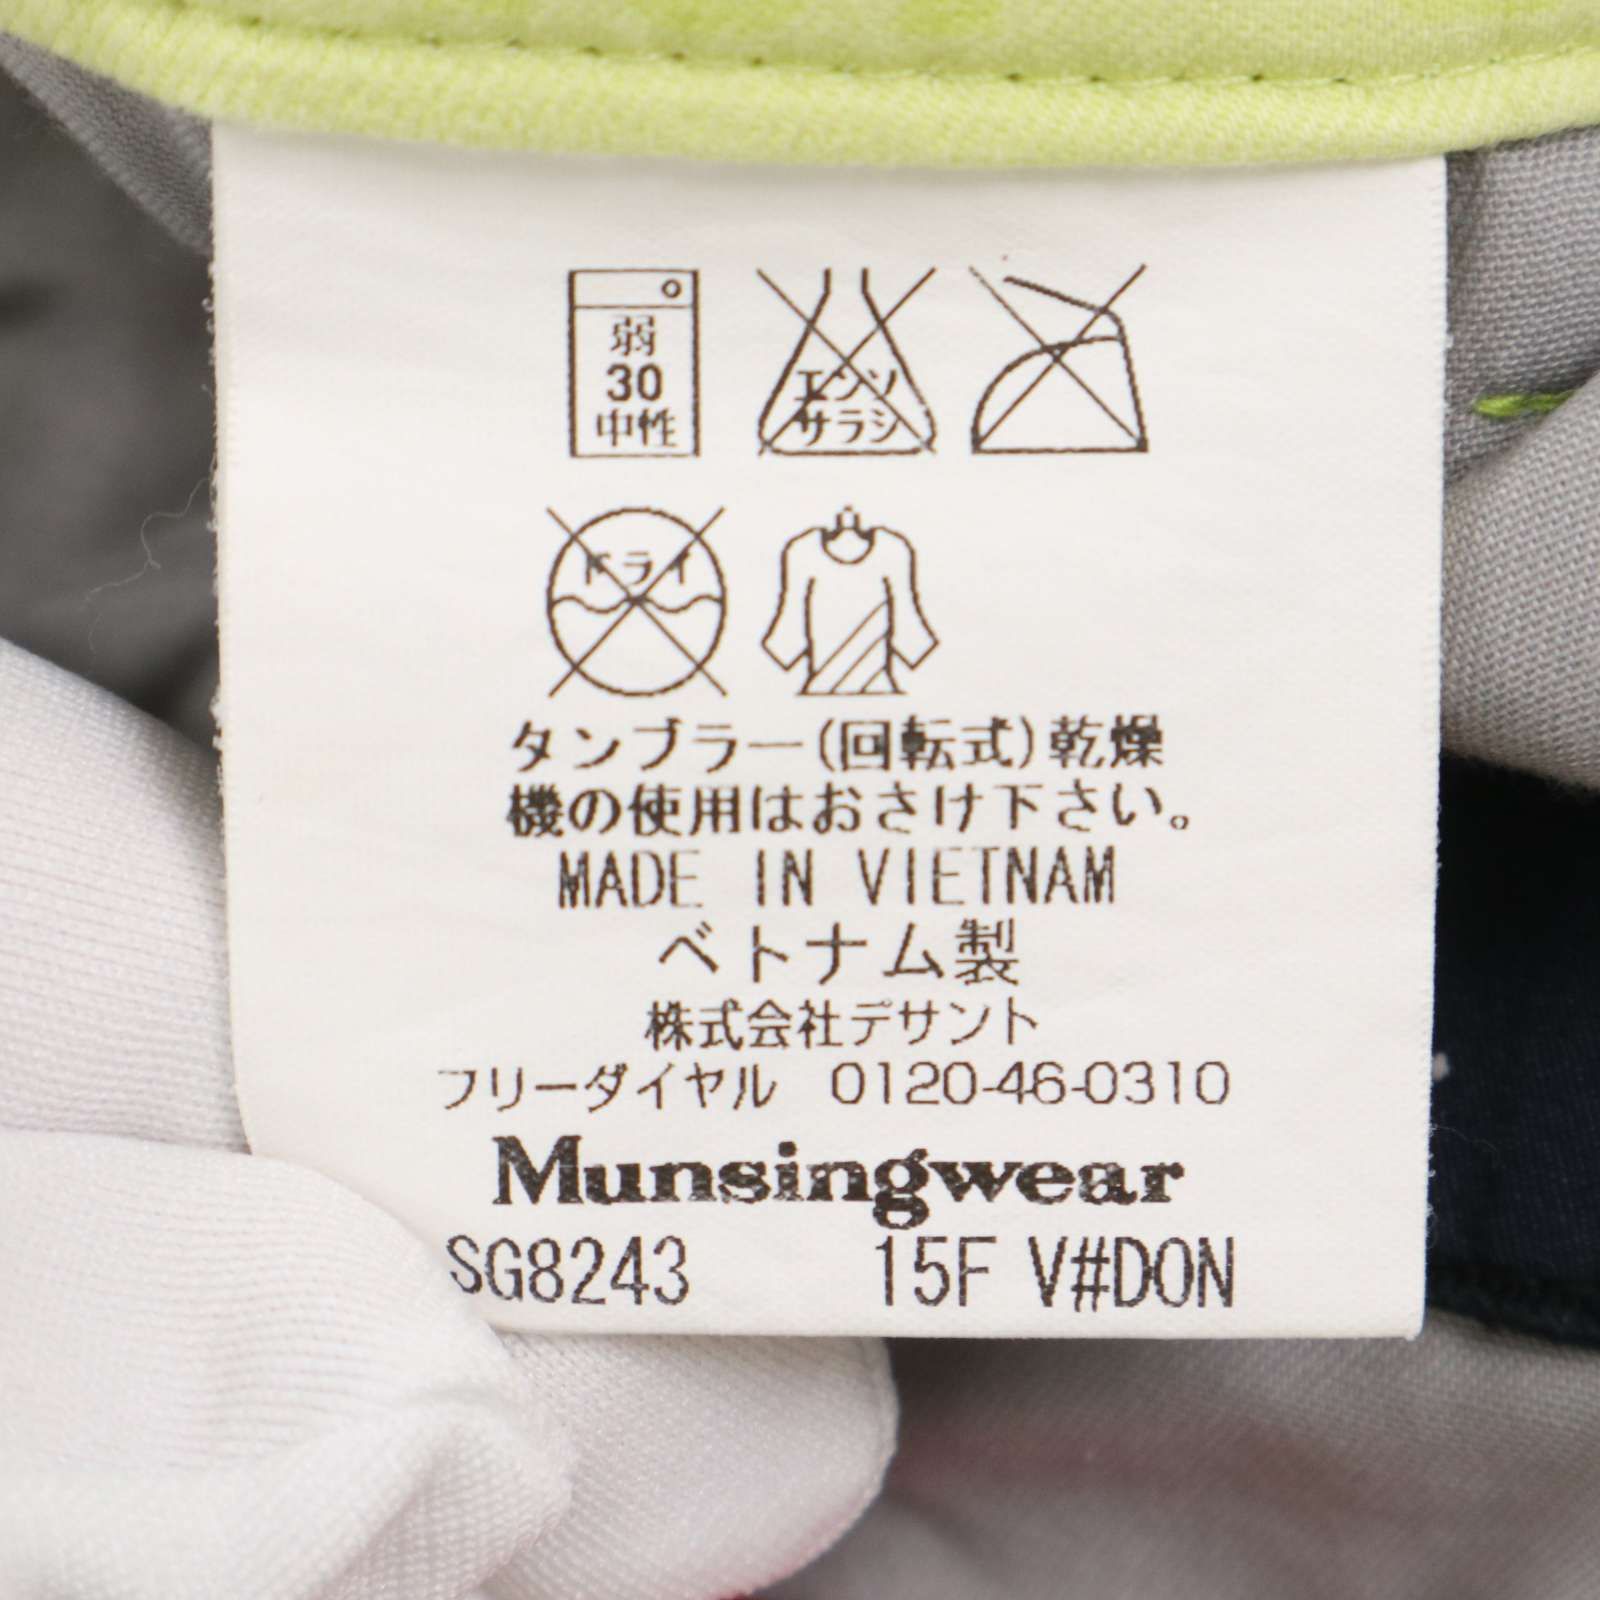 弱
30
中性
エンソ
サラシ
ドライ
タンブラー(回転式)乾燥
機の使用はおさけ下さい。
MADE IN VIETNAM
ベトナム製
株式会社デサント
フリーダイヤル 0120-46-0310
Munsingwear
SG8243 15F V#DON